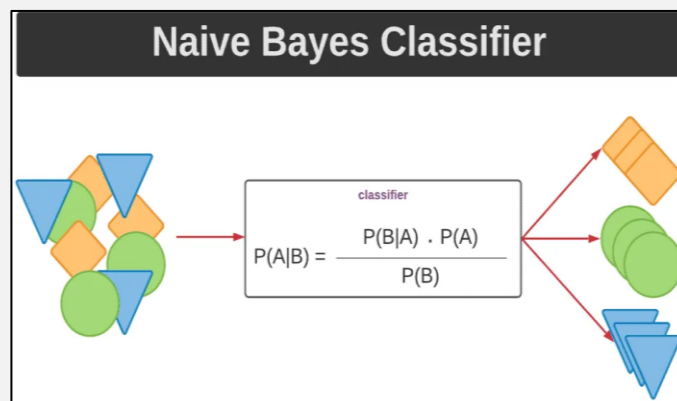 Naive Bayes Classifier
classifier
P(A|B) = P(B|A) . P(A)
P(B)